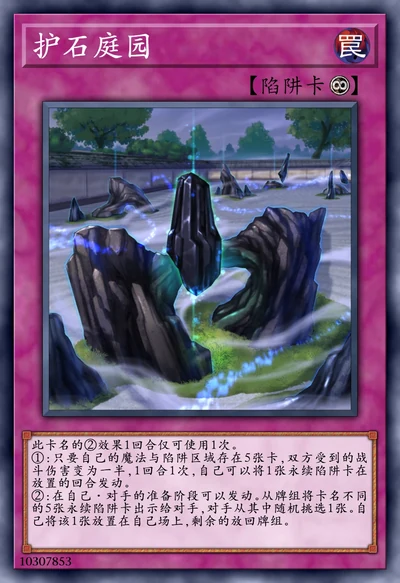 护石庭园
罠
【陷阱卡】
此卡名的②效果1回合仅可使用1次。
①：只要自己的魔法与陷阱区域存在5张卡，双方受到的战
斗伤害变为一半，1回合1次，自己可以将1张永续陷阱卡在
放置的回合发动。
②：在自己・对手的准备阶段可以发动。从牌组将卡名不同
的5张永续陷阱卡出示给对手，对手从其中随机挑选1张。自
己将该1张放置在自己场上，剩余的放回牌组。
10307853